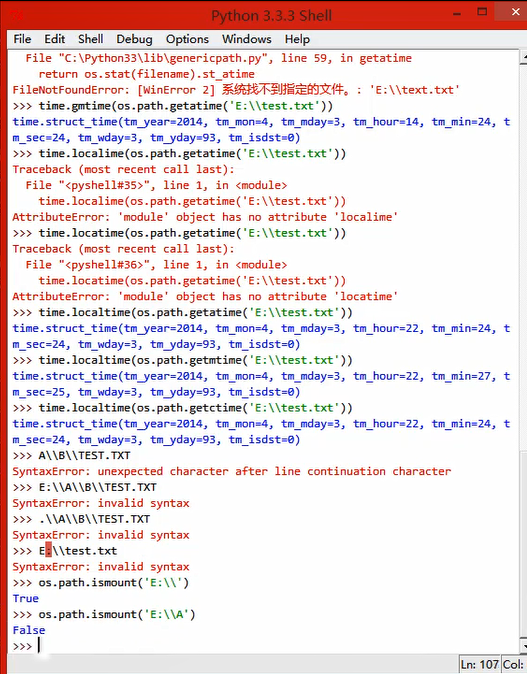 Python 3.3.3 Shell
File Edit Shell Debug Options Windows Help
File "C:\Python33\lib\genericpath.py", line 59, in getatime
return os.stat(filename).st_atime
FileNotFoundError: [WinError 2] 系统找不到指定的文件。: 'E:\\text.txt'
>>> time.gmtime(os.path.getatime('E:\\test.txt'))
time.struct_time(tm_year=2014, tm_mon=4, tm_mday=3, tm_hour=14, tm_min=24, t
m_sec=24, tm_wday=3, tm_yday=93, tm_isdst=0)
>>> time.localime(os.path.getatime('E:\\test.txt'))
Traceback (most recent call last):
File "<pyshell#35>", line 1, in <module>
time.localime(os.path.getatime('E:\\test.txt'))
AttributeError: 'module' object has no attribute 'localime'
>>> time.locatime(os.path.getatime('E:\\test.txt'))
Traceback (most recent call last):
File "<pyshell#36>", line 1, in <module>
time.locatime(os.path.getatime('E:\\test.txt'))
AttributeError: 'module' object has no attribute 'locatime'
>>> time.localtime(os.path.getatime('E:\\test.txt'))
time.struct_time(tm_year=2014, tm_mon=4, tm_mday=3, tm_hour=22, tm_min=24, t
m_sec=24, tm_wday=3, tm_yday=93, tm_isdst=0)
>>> time.localtime(os.path.getmtime('E:\\test.txt'))
time.struct_time(tm_year=2014, tm_mon=4, tm_mday=3, tm_hour=22, tm_min=27, t
m_sec=25, tm_wday=3, tm_yday=93, tm_isdst=0)
>>> time.localtime(os.path.getctime('E:\\test.txt'))
time.struct_time(tm_year=2014, tm_mon=4, tm_mday=3, tm_hour=22, tm_min=24, t
m_sec=24, tm_wday=3, tm_yday=93, tm_isdst=0)
>>> A\\B\\TEST.TXT
SyntaxError: unexpected character after line continuation character
>>> E:\\A\\B\\TEST.TXT
SyntaxError: invalid syntax
>>> .\\A\\B\\TEST.TXT
SyntaxError: invalid syntax
>>> E:\\test.txt
SyntaxError: invalid syntax
>>> os.path.ismount('E:\\')
True
>>> os.path.ismount('E:\\A')
False
>>>
Ln: 107 Col: